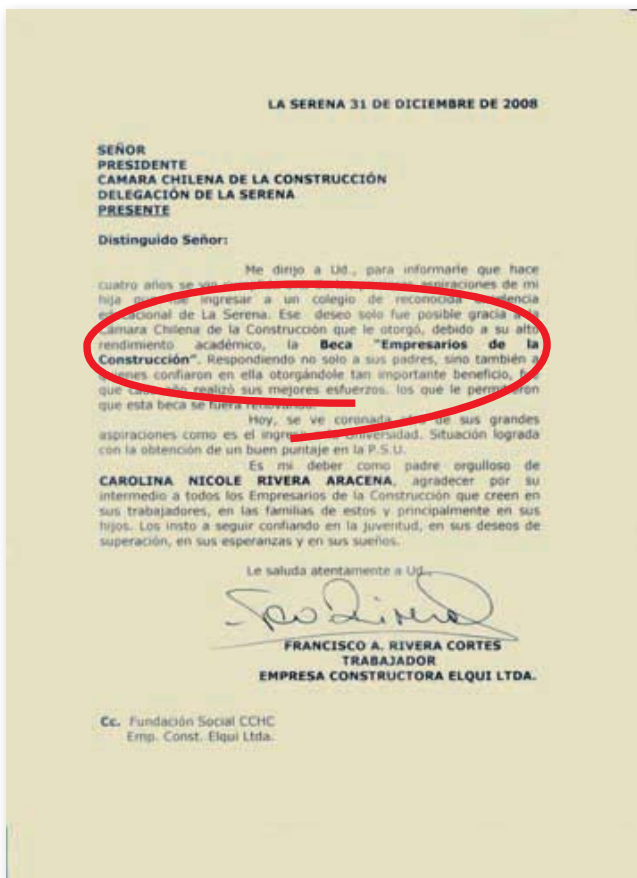 LA SERENA 31 DE DICIEMBRE DE 2008
SEÑOR
PRESIDENTE
CAMARA CHILENA DE LA CONSTRUCCIÓN
DELEGACIÓN DE LA SERENA
PRESENTE
Distinguido Señor:
Me dirijo a Ud., para informarle que hace
cuatro años se vio aspiraciones de mi
hija que fue ingresar a un colegio de reconocida excelencia
educacional de La Serena. Ese deseo solo fue posible gracia a la
Cámara Chilena de la Construcción que le otorgó, debido a su alto
rendimiento académico, la Beca "Empresarios de la
Construcción". Respondiendo no solo a sus padres, sino también a
quienes confiaron en ella otorgándole tan importante beneficio, fue
que cada año realizó sus mejores esfuerzos, los que le permitieron
que esta beca se fuera renovando.
Hoy, se ve coronada otra de sus grandes
aspiraciones como es el ingreso Universidad. Situación lograda
con la obtención de un buen puntaje en la P.S.U.
Es mi deber como padre orgulloso de
CAROLINA NICOLE RIVERA ARACENA, agradecer por su
intermedio a todos los Empresarios de la Construcción que creen en
sus trabajadores, en las familias de estos y principalmente en sus
hijos. Los insto a seguir confiando en la juventud, en sus deseos de
superación, en sus esperanzas y en sus sueños.
Le saluda atentamente a Ud.,
FRANCISCO A. RIVERA CORTES
TRABAJADOR
EMPRESA CONSTRUCTORA ELQUI LTDA.
Cc. Fundación Social CCHC
Emp. Const. Elqui Ltda.